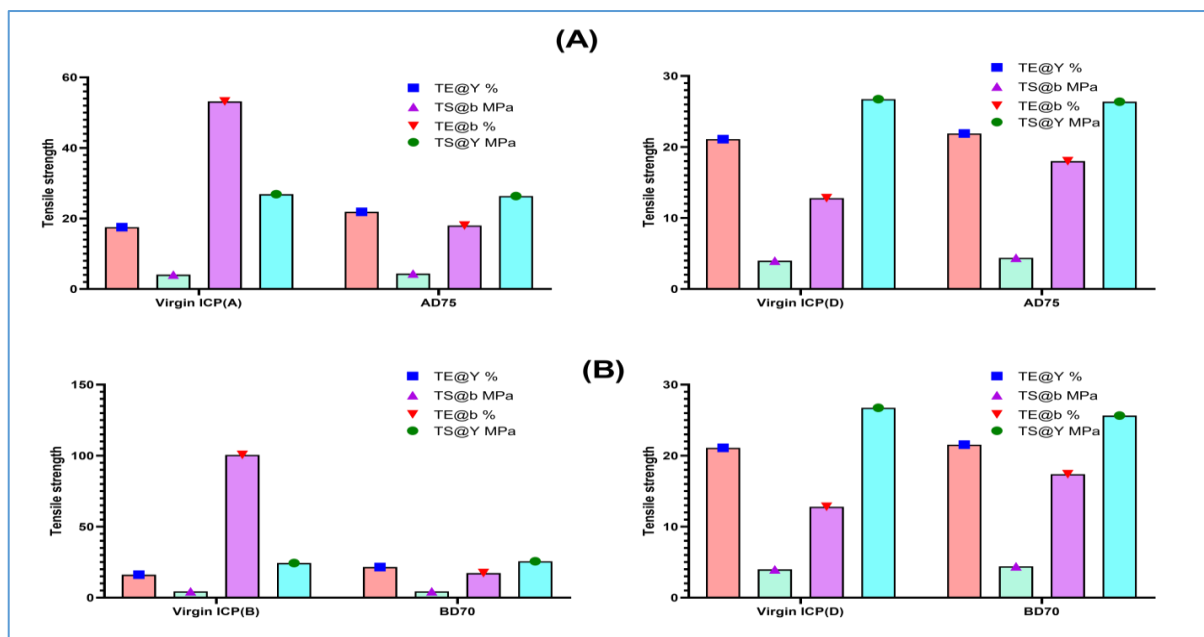 (A)
Tensile strength
60
40
20
0
TE@Y %
TS@b MPa
TE@b %
TS@Y MPa
Virgin ICP(A)
AD75
Tensile strength
30
20
10
0
TE@Y %
TS@b MPa
TE@b %
TS@Y MPa
Virgin ICP(D)
AD75
(B)
Tensile strength
150
100
50
0
TE@Y %
TS@b MPa
TE@b %
TS@Y MPa
Virgin ICP(B)
BD70
Tensile strength
30
20
10
0
TE@Y %
TS@b MPa
TE@b %
TS@Y MPa
Virgin ICP(D)
BD70